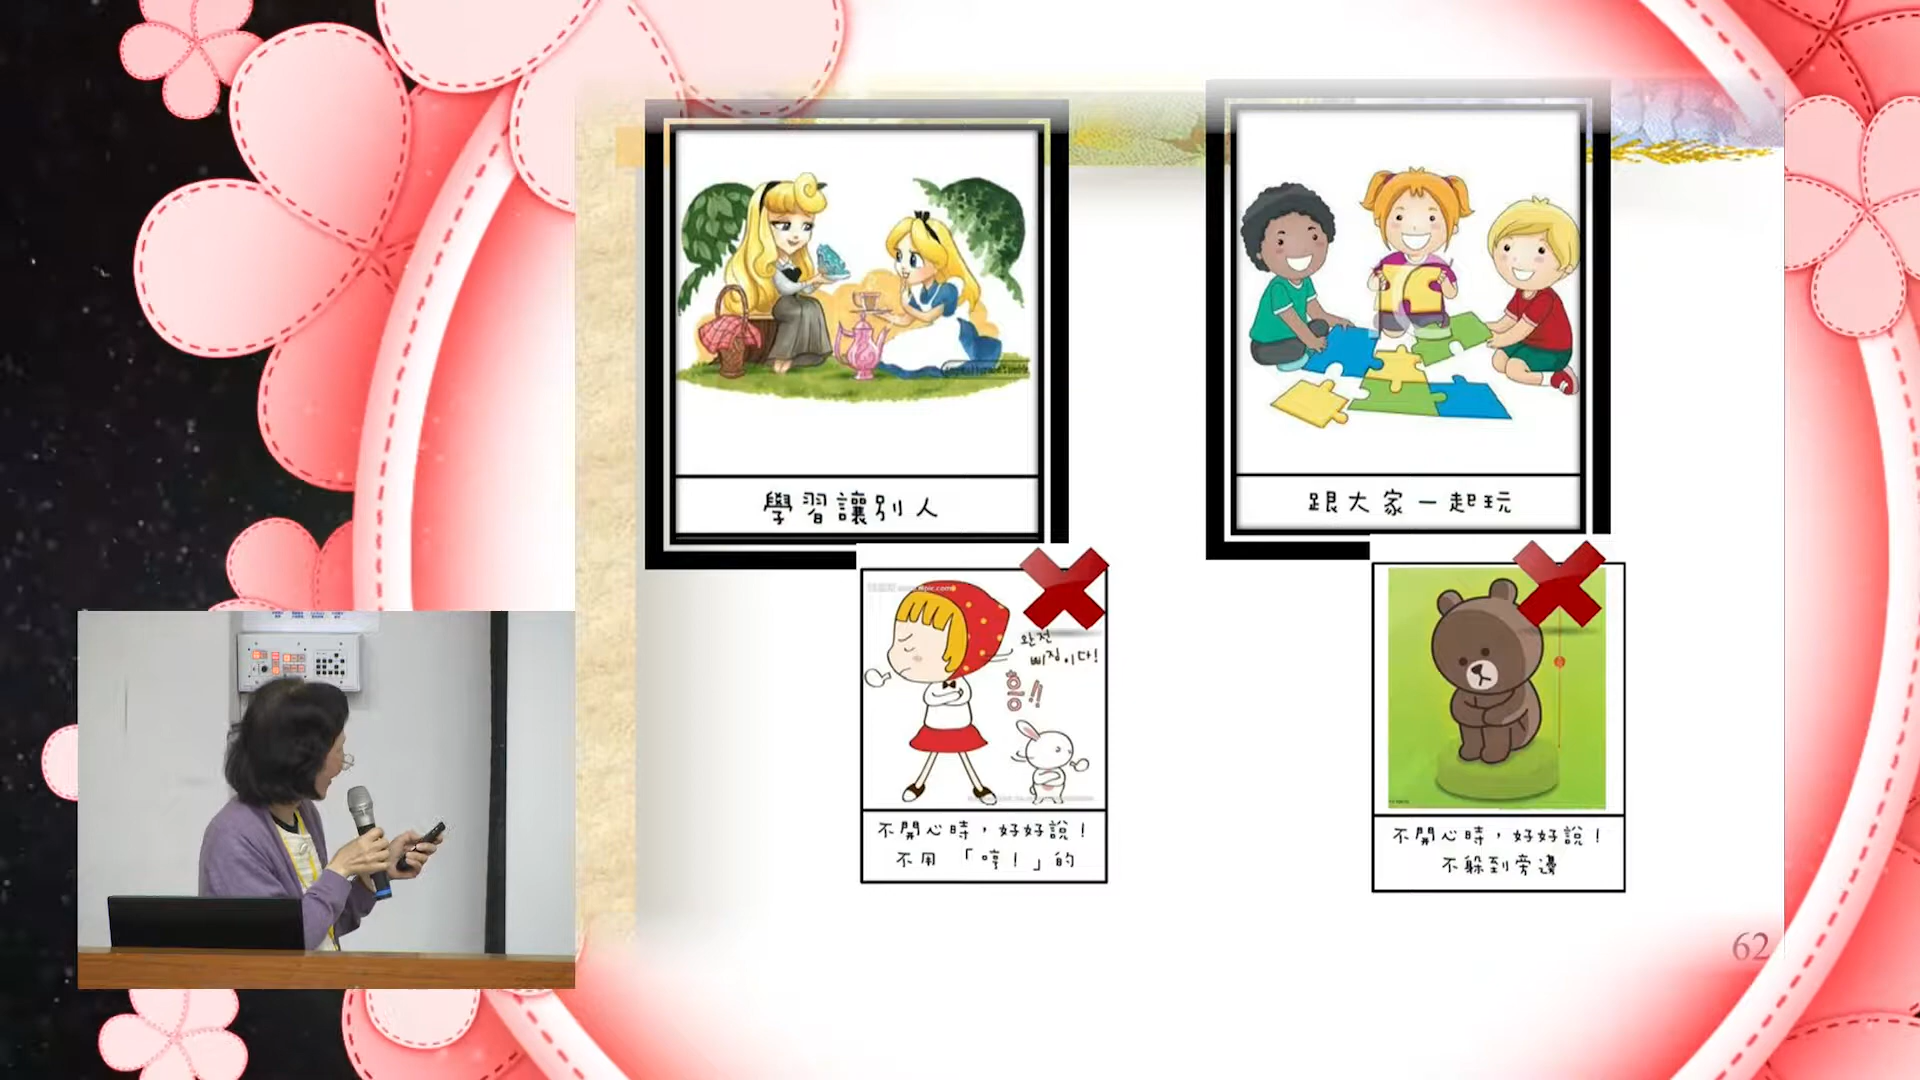 學習讓別人
跟大家一起玩
완전
삐짐이다!
흥!!
不開心時，好好說！
不用「哼！」的
不開心時，好好說！
不躲到旁邊
62